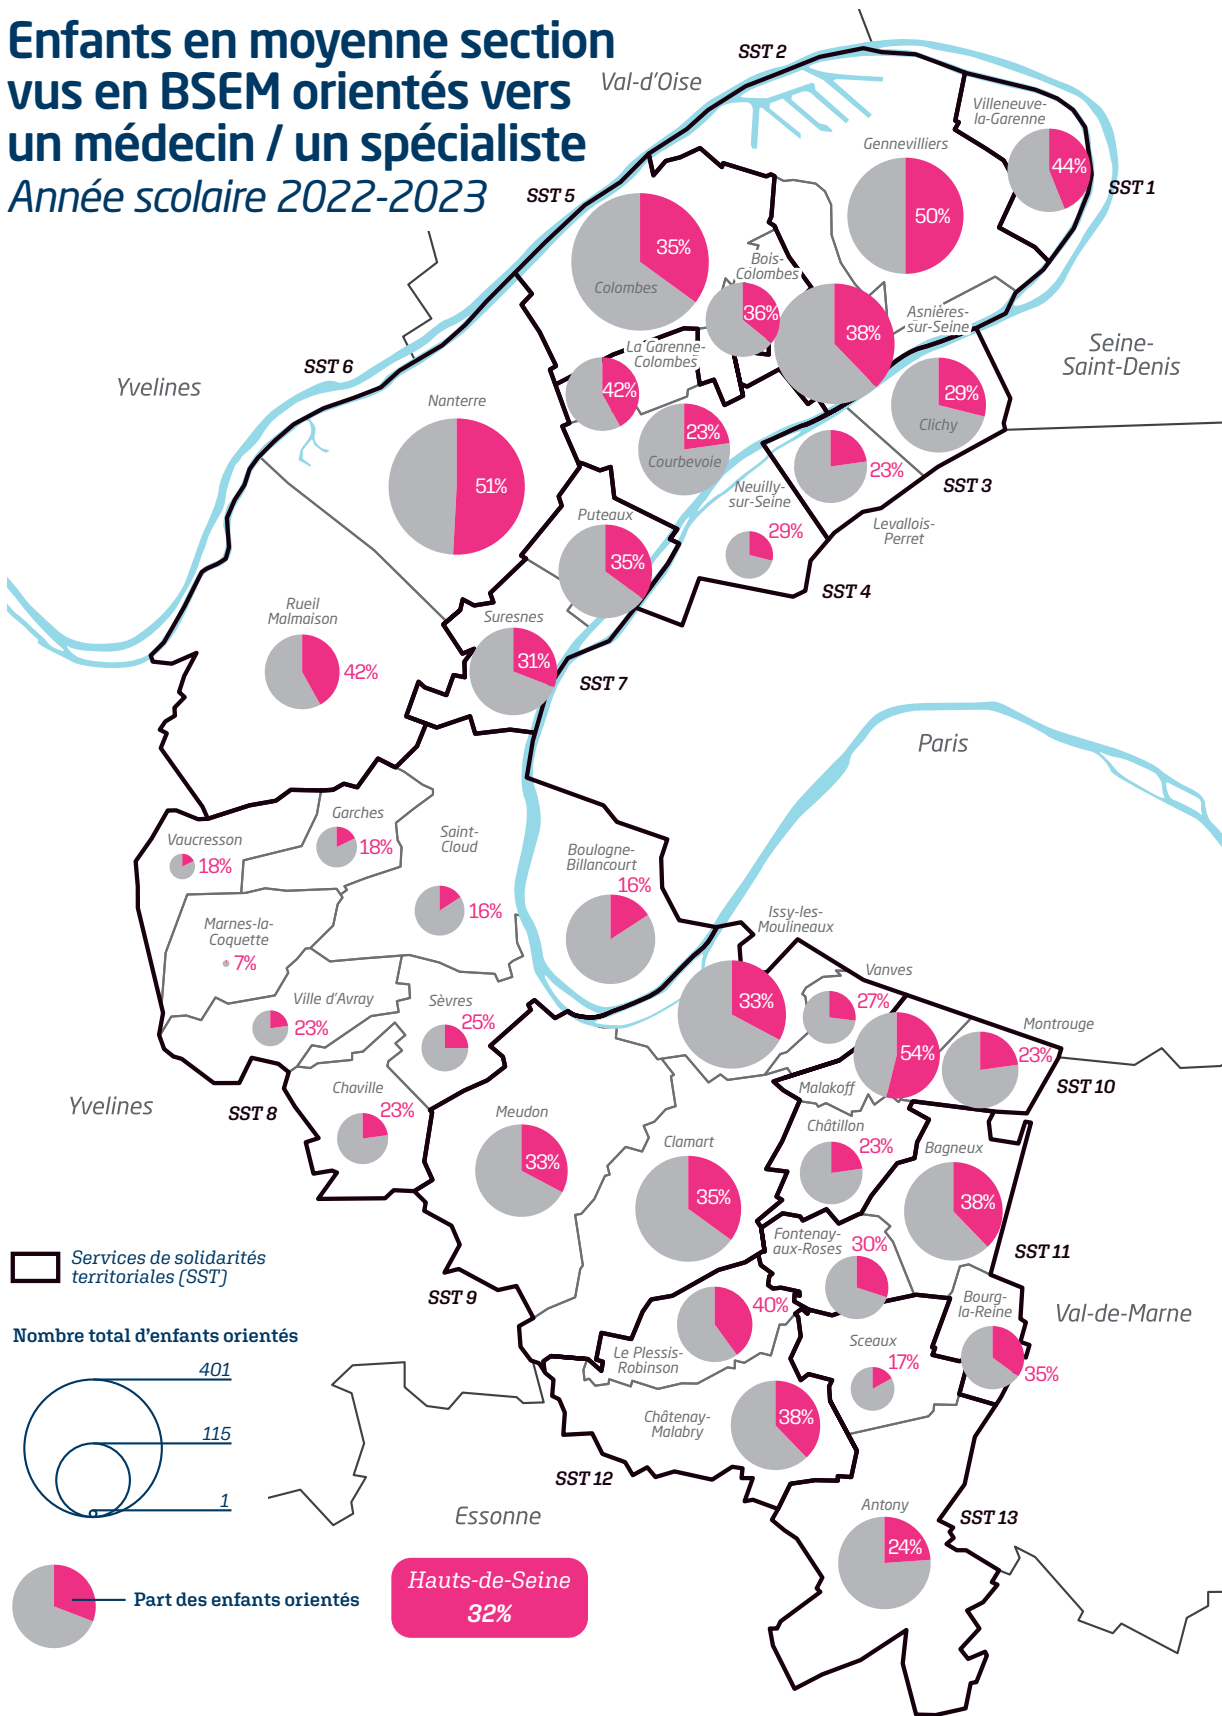 Enfants en moyenne section
vus en BSEM orientés vers
un médecin / un spécialiste
Année scolaire 2022-2023
SST 2
Val-d'Oise
Villeneuve-
la-Garenne
44%
SST 1
Gennevilliers
50%
SST 5
35%
Colombes
Bois-
Colombes
36%
38%
Asnières-
sur-Seine
Seine-
Saint-Denis
La Garenne-
Colombes
42%
SST 6
Yvelines
Nanterre
51%
23%
Courbevoie
29%
Clichy
23%
SST 3
Levallois-
Perret
Neuilly-
sur-Seine
29%
SST 4
Puteaux
35%
Rueil
Malmaison
42%
Suresnes
31%
SST 7
Paris
Garches
18%
Vaucresson
18%
Saint-
Cloud
16%
Boulogne-
Billancourt
16%
Marnes-la-
Coquette
7%
Issy-les-
Moulineaux
33%
Vanves
27%
Ville d'Avray
23%
Sèvres
25%
54%
Malakoff
Montrouge
23%
SST 10
Yvelines
SST 8
Chaville
23%
Meudon
33%
Clamart
35%
Châtillon
23%
Bagneux
38%
SST 11
Fontenay-
aux-Roses
30%
Services de solidarités
territoriales (SST)
SST 9
40%
Le Plessis-
Robinson
Sceaux
17%
Bourg-
la-Reine
35%
Val-de-Marne
Nombre total d'enfants orientés
401
115
1
Châtenay-
Malabry
38%
SST 12
Essonne
Antony
24%
SST 13
Part des enfants orientés
Hauts-de-Seine
32%